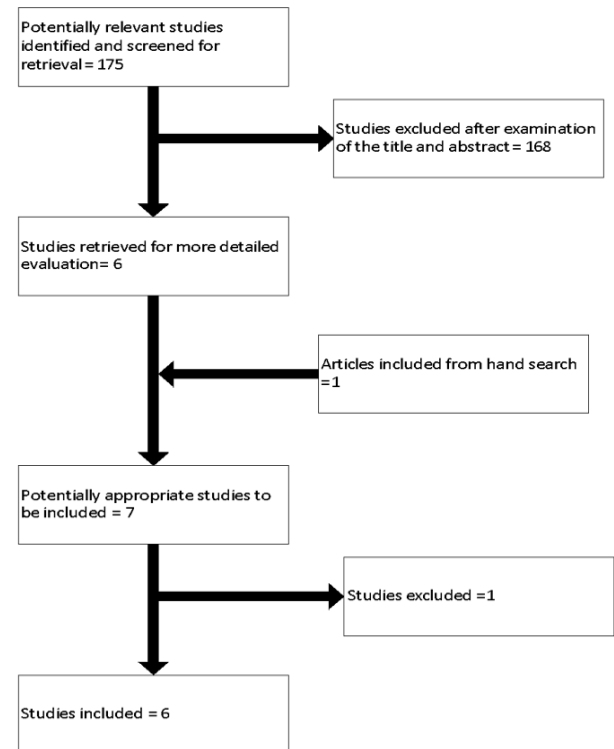 Potentially relevant studies
identified and screened for
retrieval = 175
Studies excluded after examination
of the title and abstract = 168
Studies retrieved for more detailed
evaluation= 6
Articles included from hand search
=1
Potentially appropriate studies to
be included = 7
Studies excluded =1
Studies included = 6